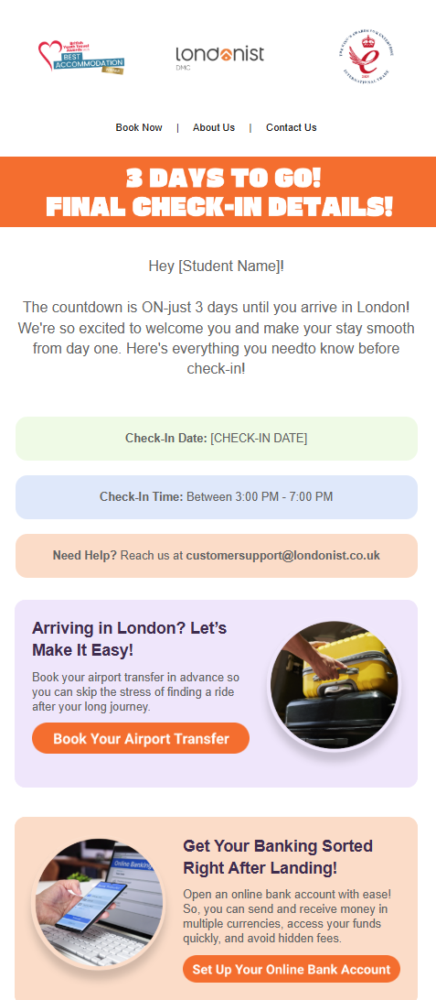 British
Youth Travel
Awards
BEST
ACCOMMODATION
londonist
DMC
THE KING'S AWARDS FOR ENTERPRISE
INTERNATIONAL TRADE
Book Now | About Us | Contact Us
3 DAYS TO GO!
FINAL CHECK-IN DETAILS!
Hey [Student Name]!
The countdown is ON-just 3 days until you arrive in London!
We're so excited to welcome you and make your stay smooth
from day one. Here's everything you needto know before
check-in!
Check-In Date: [CHECK-IN DATE]
Check-In Time: Between 3:00 PM - 7:00 PM
Need Help? Reach us at customersupport@londonist.co.uk
Arriving in London? Let's
Make It Easy!
Book your airport transfer in advance so
you can skip the stress of finding a ride
after your long journey.
Book Your Airport Transfer
Online Banking
Get Your Banking Sorted
Right After Landing!
Open an online bank account with ease!
So, you can send and receive money in
multiple currencies, access your funds
quickly, and avoid hidden fees.
Set Up Your Online Bank Account